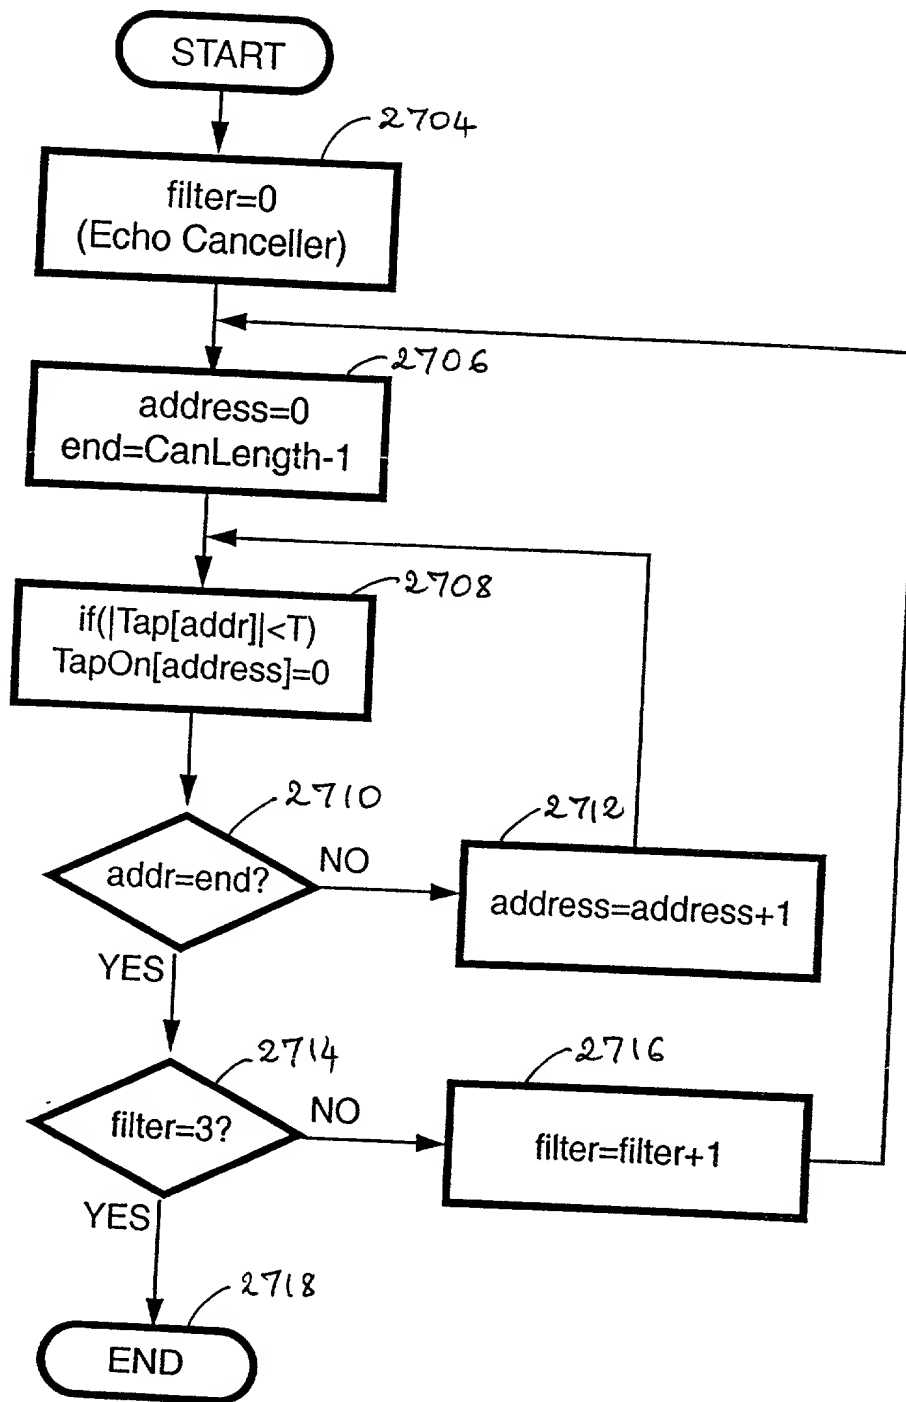 START
2704
filter=0
(Echo Canceller)
2706
address=0
end=CanLength-1
2708
if(|Tap[addr]|<T)
TapOn[address]=0
2710
addr=end?
NO
2712
address=address+1
YES
2714
filter=3?
NO
2716
filter=filter+1
YES
2718
END